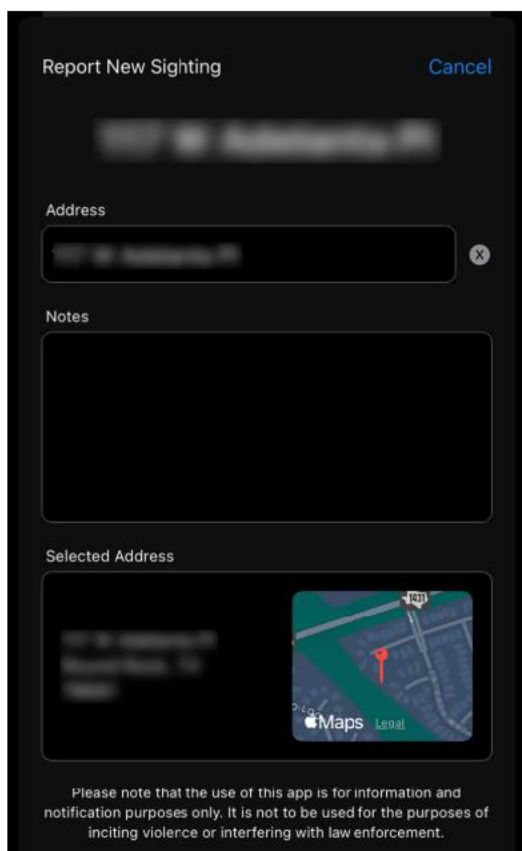 Report New Sighting
Cancel
Address
X
Notes
Selected Address
1431
Maps
Legal
Please note that the use of this app is for information and
notification purposes only. It is not to be used for the purposes of
inciting violence or interfering with law enforcement.